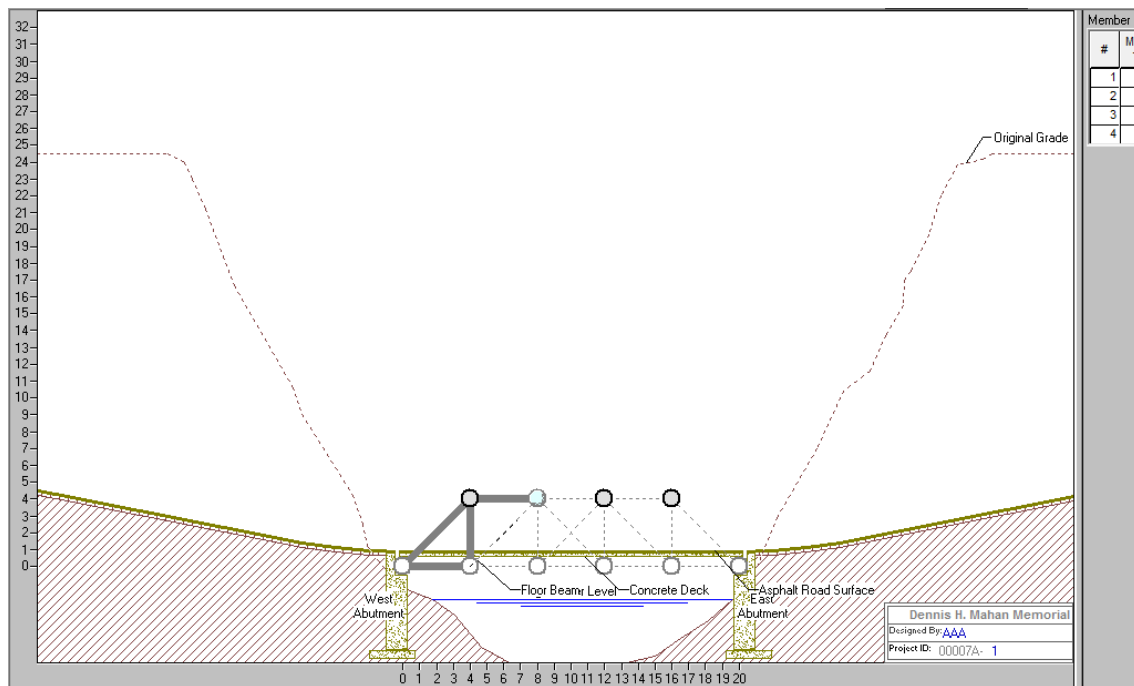 Member
#
M
1
2
3
4
32
31
30
29
28
27
26
25
24
23
22
21
20
19
18
17
16
15
14
13
12
11
10
9
8
7
6
5
4
3
2
1
0
Original Grade
Floor Beam Level
Concrete Deck
Asphalt Road Surface
West
Abutment
East
Abutment
Dennis H. Mahan Memorial
Designed By: AAA
Project ID: 00007A- 1
0 1 2 3 4 5 6 7 8 9 10 11 12 13 14 15 16 17 18 19 20